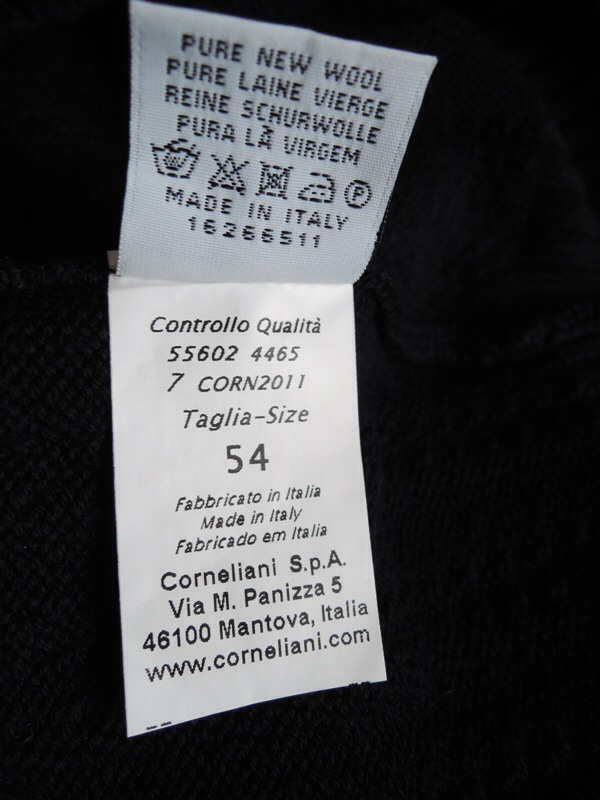 PURE NEW WOOL
PURE LAINE VIERGE
REINE SCHURWOLLE
PURA LÃ VIRGEM
P
MADE IN ITALY
16266511
Controllo Qualità
55602 4465
7 CORN2011
Taglia-Size
54
Fabbricato in Italia
Made in Italy
Fabricado em Italia
Corneliani S.p.A.
Via M. Panizza 5
46100 Mantova, Italia
www.corneliani.com